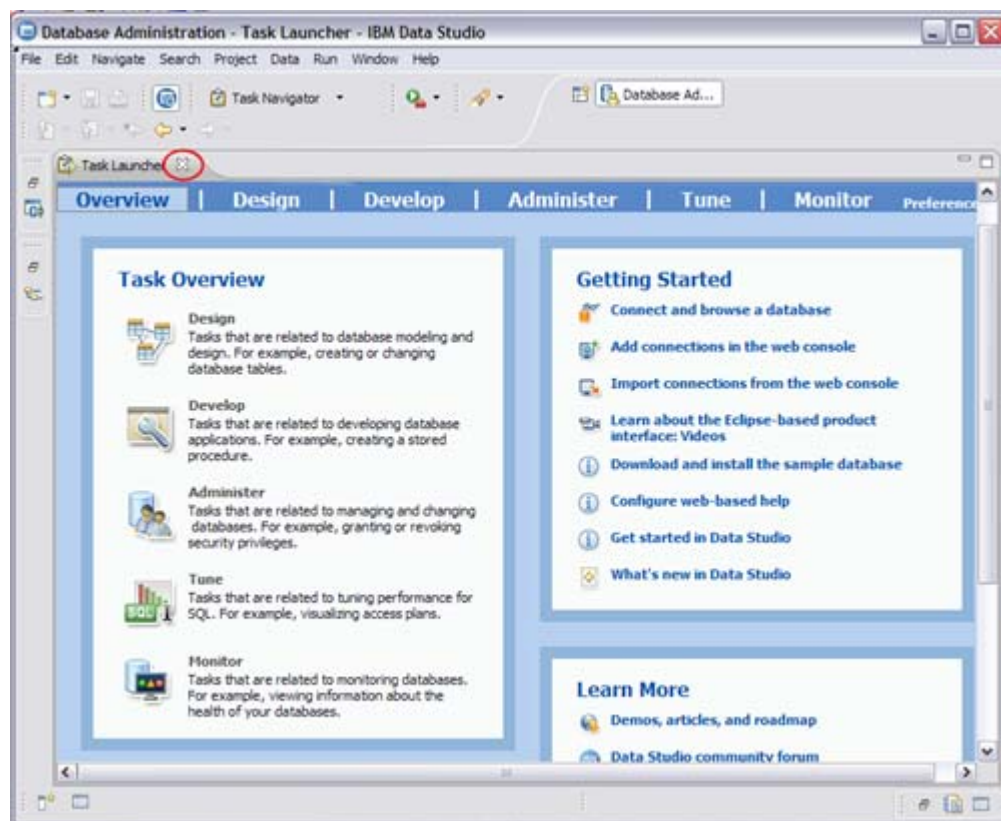 Database Administration - Task Launcher - IBM Data Studio
File Edit Navigate Search Project Data Run Window Help
Task Navigator
Database Ad...
Task Launcher
Overview | Design | Develop | Administer | Tune | Monitor Preference
Task Overview
Design
Tasks that are related to database modeling and
design. For example, creating or changing
database tables.
Develop
Tasks that are related to developing database
applications. For example, creating a stored
procedure.
Administer
Tasks that are related to managing and changing
databases. For example, granting or revoking
security privileges.
Tune
Tasks that are related to tuning performance for
SQL. For example, visualizing access plans.
Monitor
Tasks that are related to monitoring databases.
For example, viewing information about the
health of your databases.
Getting Started
Connect and browse a database
Add connections in the web console
Import connections from the web console
Learn about the Eclipse-based product
interface: Videos
Download and install the sample database
Configure web-based help
Get started in Data Studio
What's new in Data Studio
Learn More
Demos, articles, and roadmap
Data Studio community forum